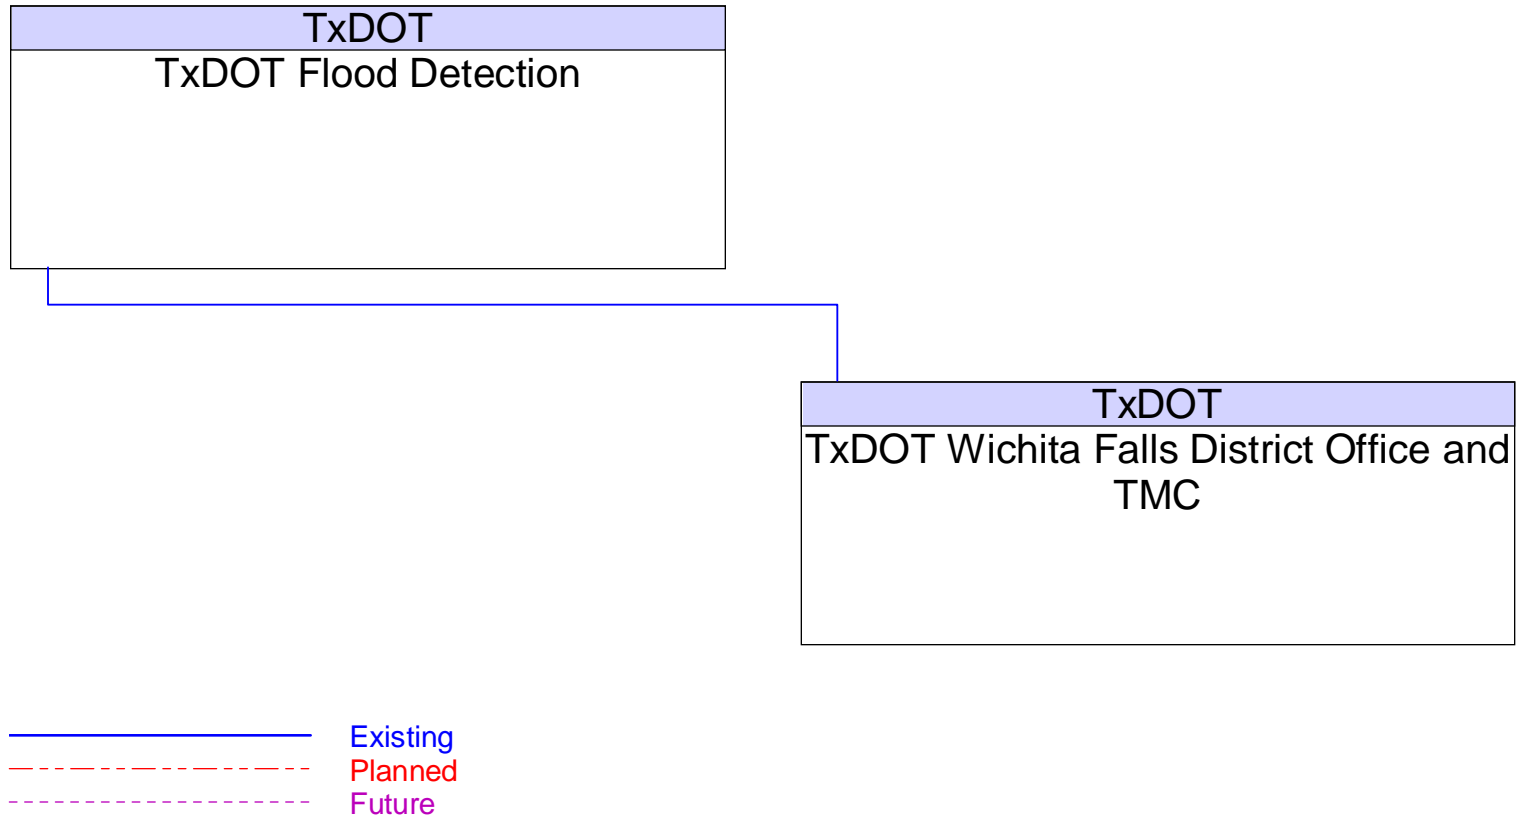 TxDOT
TxDOT Flood Detection
TxDOT
TxDOT Wichita Falls District Office and
TMC
Existing
Planned
Future